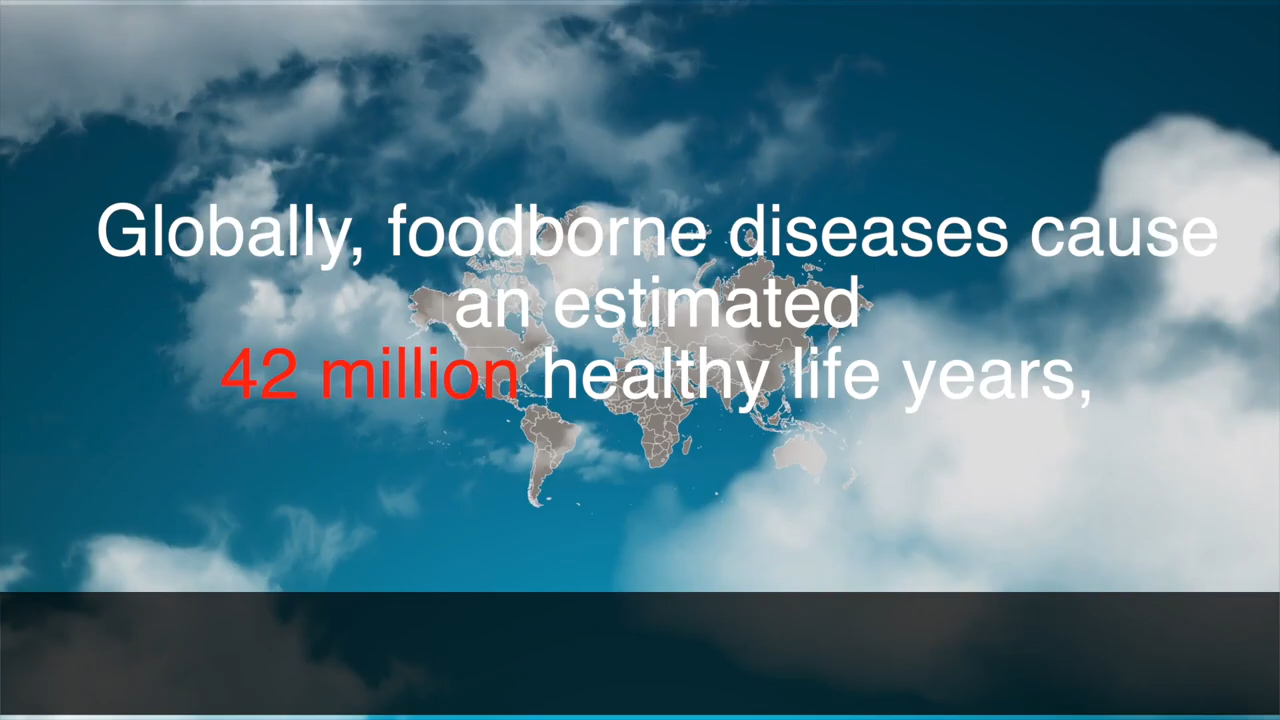 Globally, foodborne diseases cause
an estimated
42 million healthy life years,